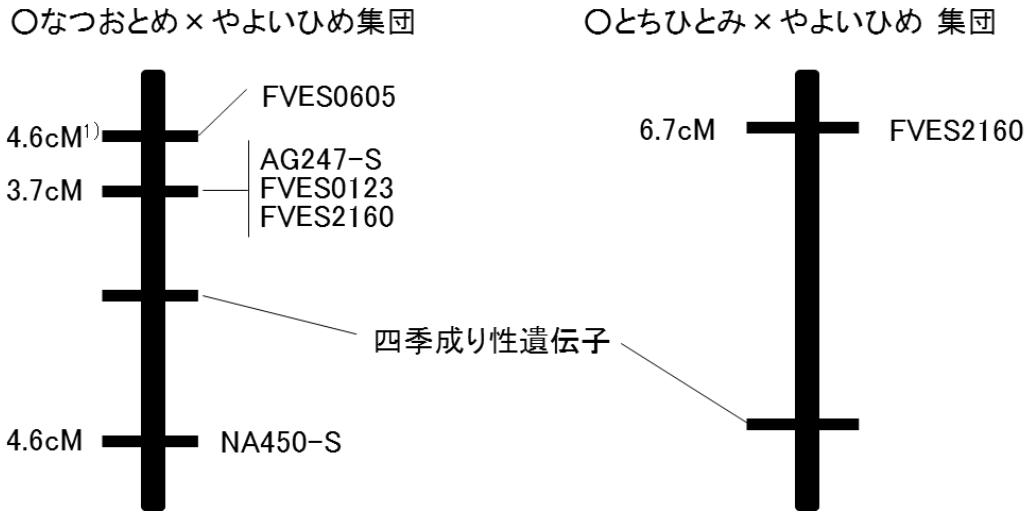 ○なつおとめ×やよいひめ集団
4.6cM1)
FVES0605
3.7cM
AG247-S
FVES0123
FVES2160
四季成り性遺伝子
4.6cM
NA450-S
○とちひとみ×やよいひめ 集団
6.7cM
FVES2160